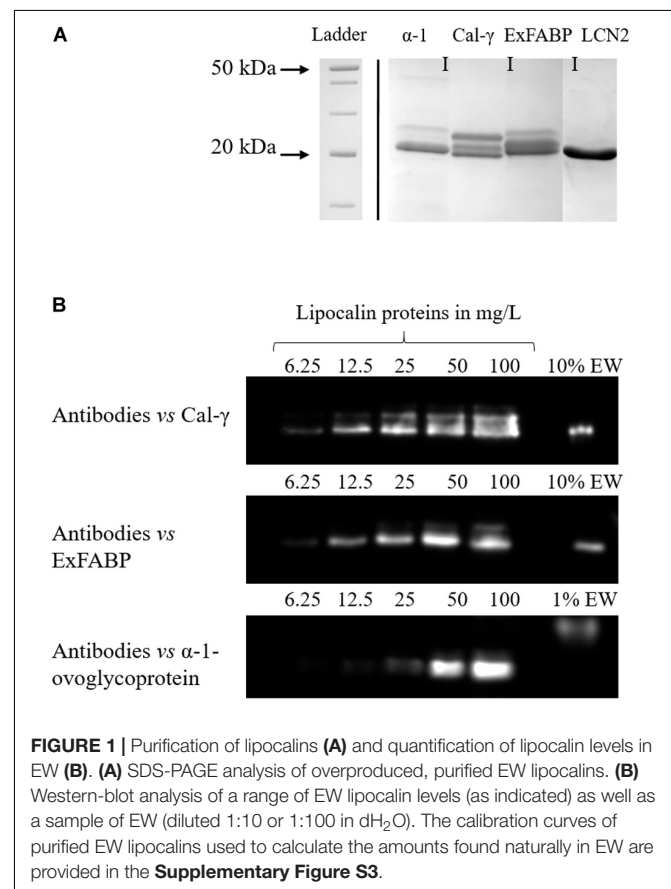 A
Ladder α-1 Cal-γ ExFABP LCN2
I I I
50 kDa
20 kDa
B
Lipocalin proteins in mg/L
6.25 12.5 25 50 100 10% EW
Antibodies vs Cal-γ
6.25 12.5 25 50 100 10% EW
Antibodies vs
ExFABP
6.25 12.5 25 50 100 1% EW
Antibodies vs α-1-
ovoglycoprotein
FIGURE 1 | Purification of lipocalins (A) and quantification of lipocalin levels in
EW (B). (A) SDS-PAGE analysis of overproduced, purified EW lipocalins. (B)
Western-blot analysis of a range of EW lipocalin levels (as indicated) as well as
a sample of EW (diluted 1:10 or 1:100 in dH₂O). The calibration curves of
purified EW lipocalins used to calculate the amounts found naturally in EW are
provided in the Supplementary Figure S3.